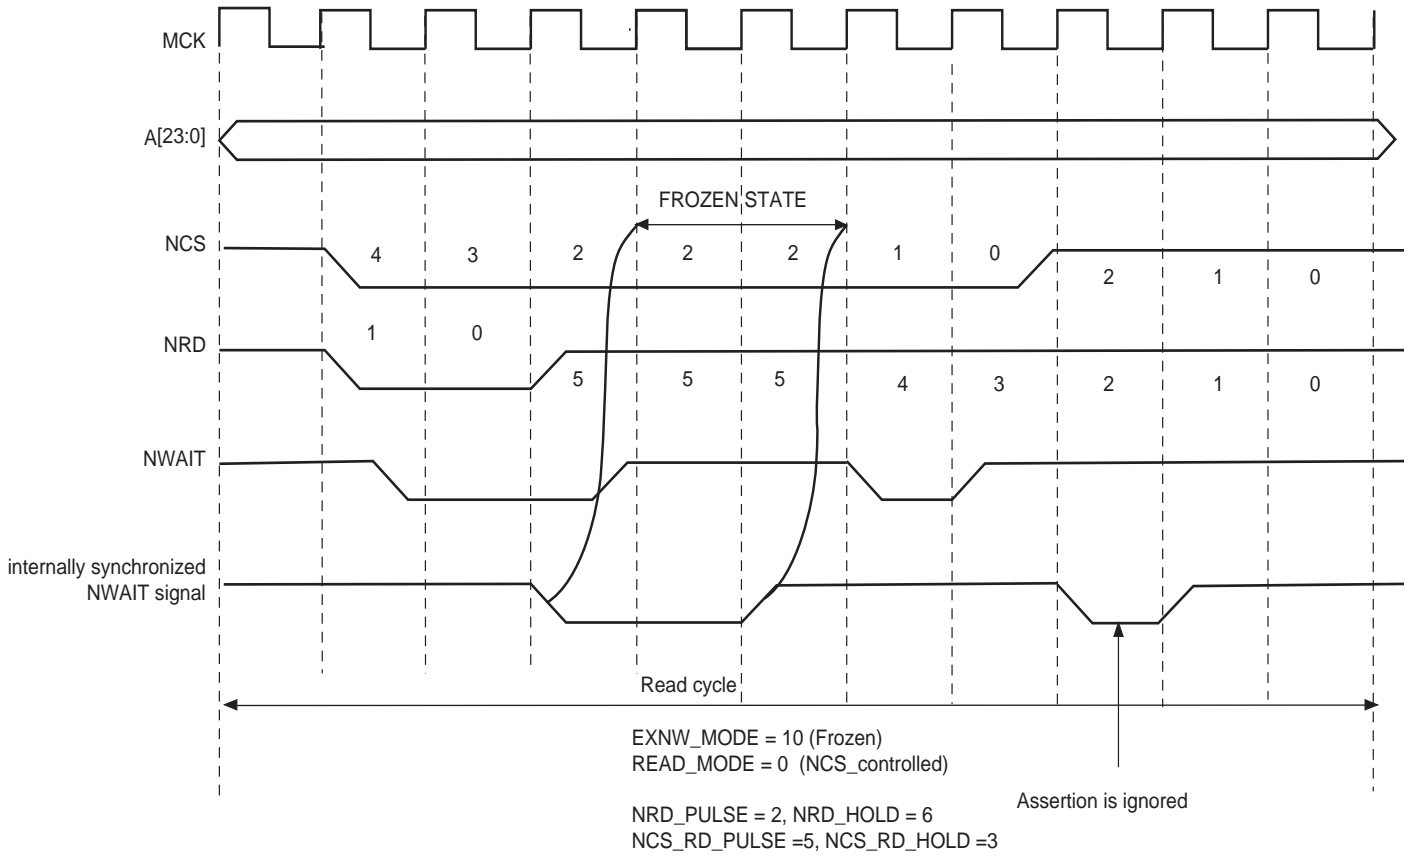 MCK
A[23:0]
FROZEN STATE
NCS
4 3 2 2 2 1 0
2 1 0
1 0
NRD
5 5 5 4 3 2 1 0
NWAIT
internally synchronized
NWAIT signal
Read cycle
EXNW_MODE = 10 (Frozen)
READ_MODE = 0 (NCS_controlled)
Assertion is ignored
NRD_PULSE = 2, NRD_HOLD = 6
NCS_RD_PULSE =5, NCS_RD_HOLD =3